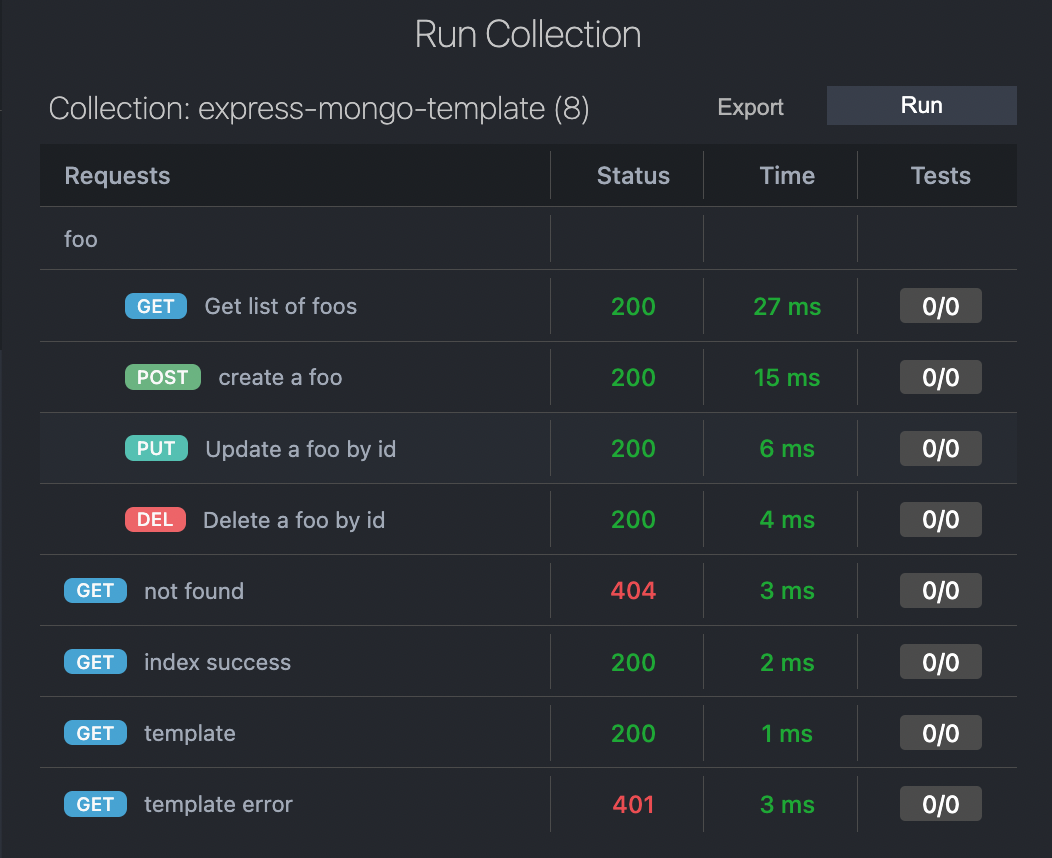 Run Collection
Collection: express-mongo-template (8) Export Run
Requests Status Time Tests
foo
GET Get list of foos 200 27 ms 0/0
POST create a foo 200 15 ms 0/0
PUT Update a foo by id 200 6 ms 0/0
DEL Delete a foo by id 200 4 ms 0/0
GET not found 404 3 ms 0/0
GET index success 200 2 ms 0/0
GET template 200 1 ms 0/0
GET template error 401 3 ms 0/0